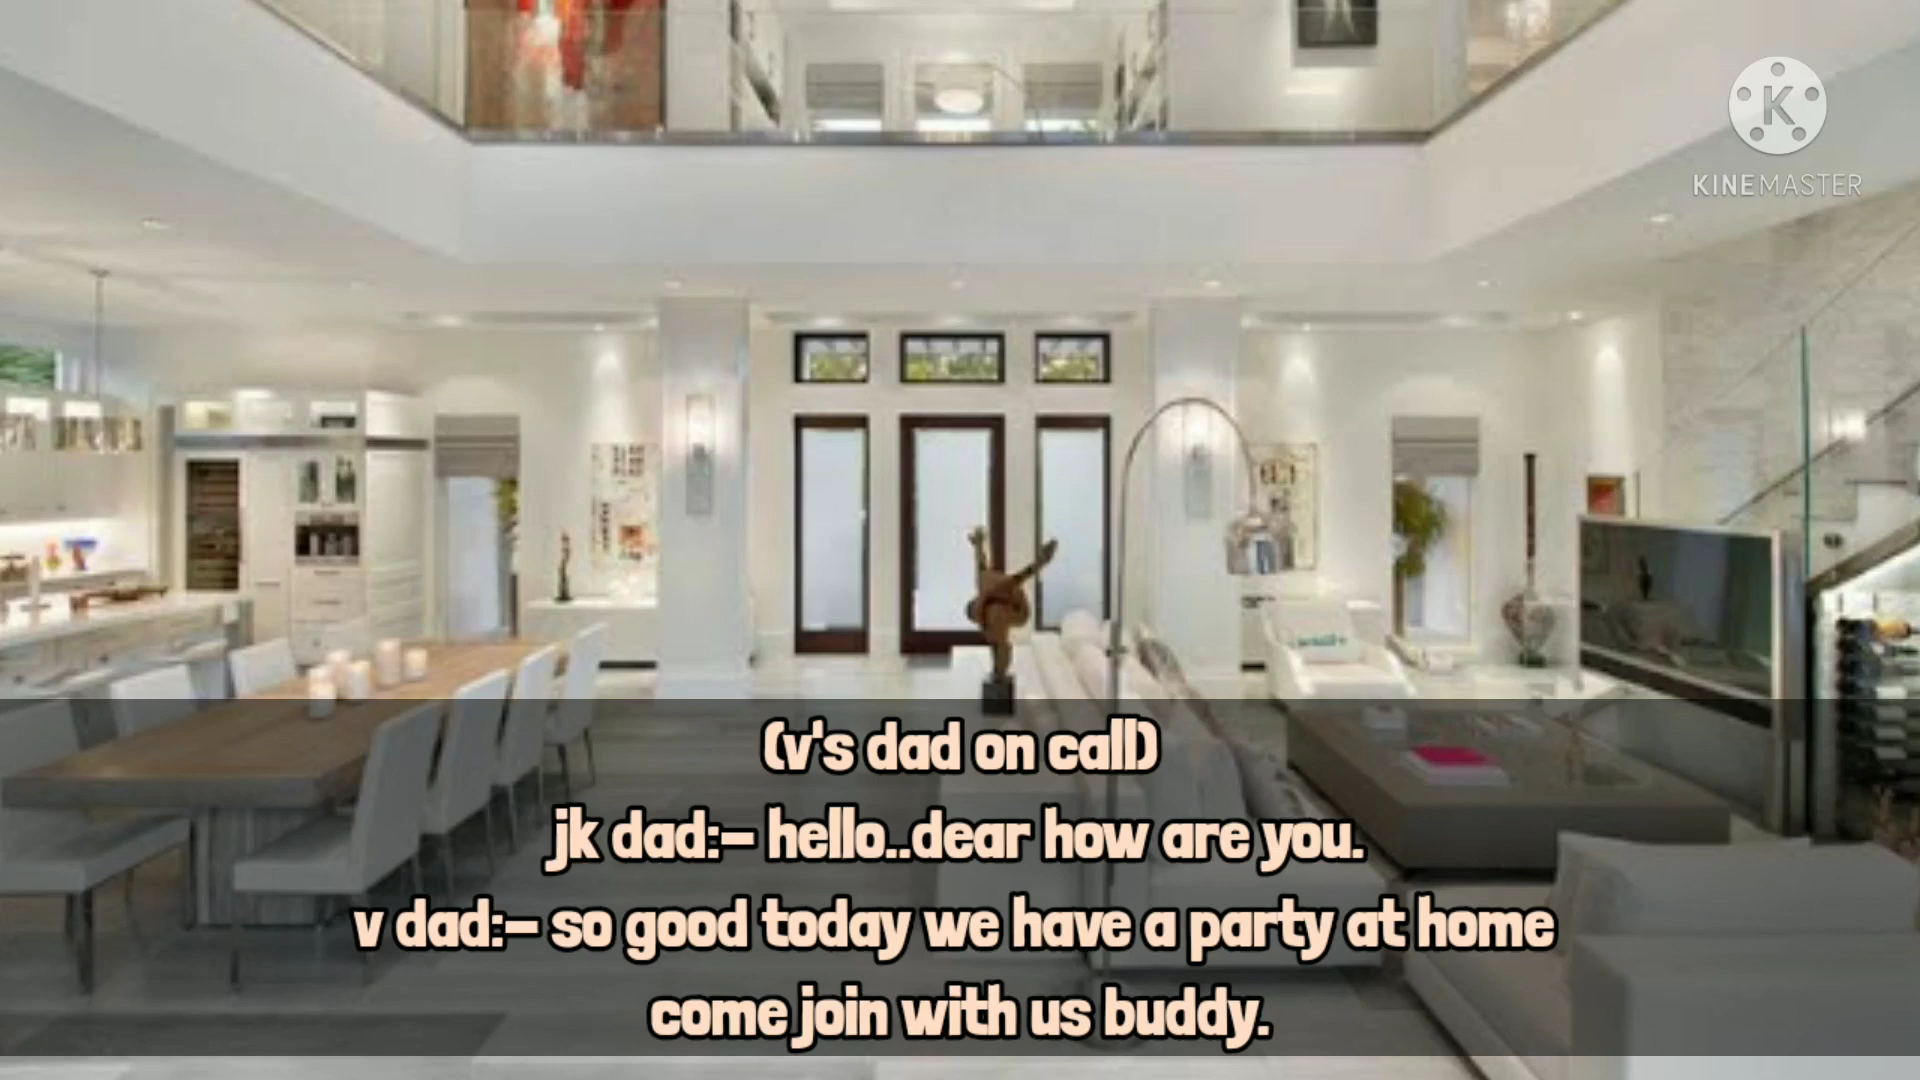 KINEMASTER
(v's dad on call)
jk dad:- hello..dear how are you.
v dad:- so good today we have a party at home
come join with us buddy.